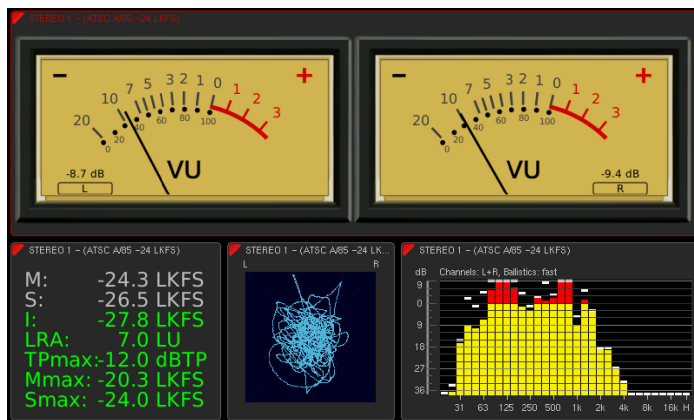 STEREO 1 - (ATSC A/85 -24 LKFS)
- +
20 10 7 5 3 2 1 0 1 2 3
0 20 40 60 80 100
VU
-8.7 dB
L
- +
20 10 7 5 3 2 1 0 1 2 3
0 20 40 60 80 100
VU
-9.4 dB
R
STEREO 1 - (ATSC A/85 -24 LKFS)
M: -24.3 LKFS
S: -26.5 LKFS
I: -27.8 LKFS
LRA: 7.0 LU
TPmax:-12.0 dBTP
Mmax: -20.3 LKFS
Smax: -24.0 LKFS
STEREO 1 - (ATSC A/85 -24 LK...
L R
STEREO 1 - (ATSC A/85 -24 LKFS)
dB Channels: L+R, Ballistics: fast
9
0
9
18
27
36
31 63 125 250 500 1k 2k 4k 8k 16k H